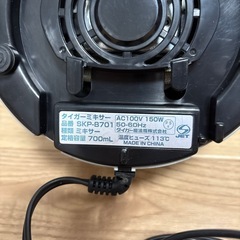 タイガーミキサー
品番 SKP-B701
種類 ミキサー
定格容量 700mL
AC100V 150W
50-60Hz
タイガー魔法瓶株式会社
温度ヒューズ 113℃
MADE IN CHINA
JET